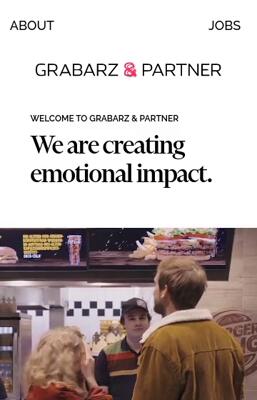 ABOUT
JOBS
GRABARZ & PARTNER
WELCOME TO GRABARZ & PARTNER
We are creating
emotional impact.